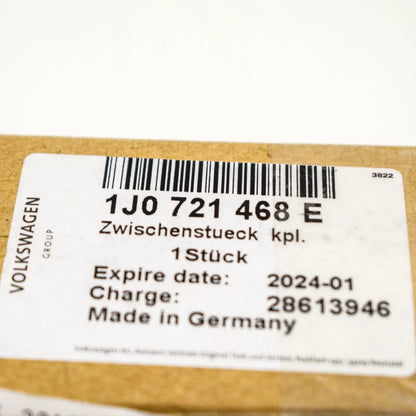 3822
1J0 721 468 E
Zwischenstueck kpl.
1Stück
Expire date: 2024-01
Charge: 28613946
Made in Germany
VOLKSWAGEN
GROUP